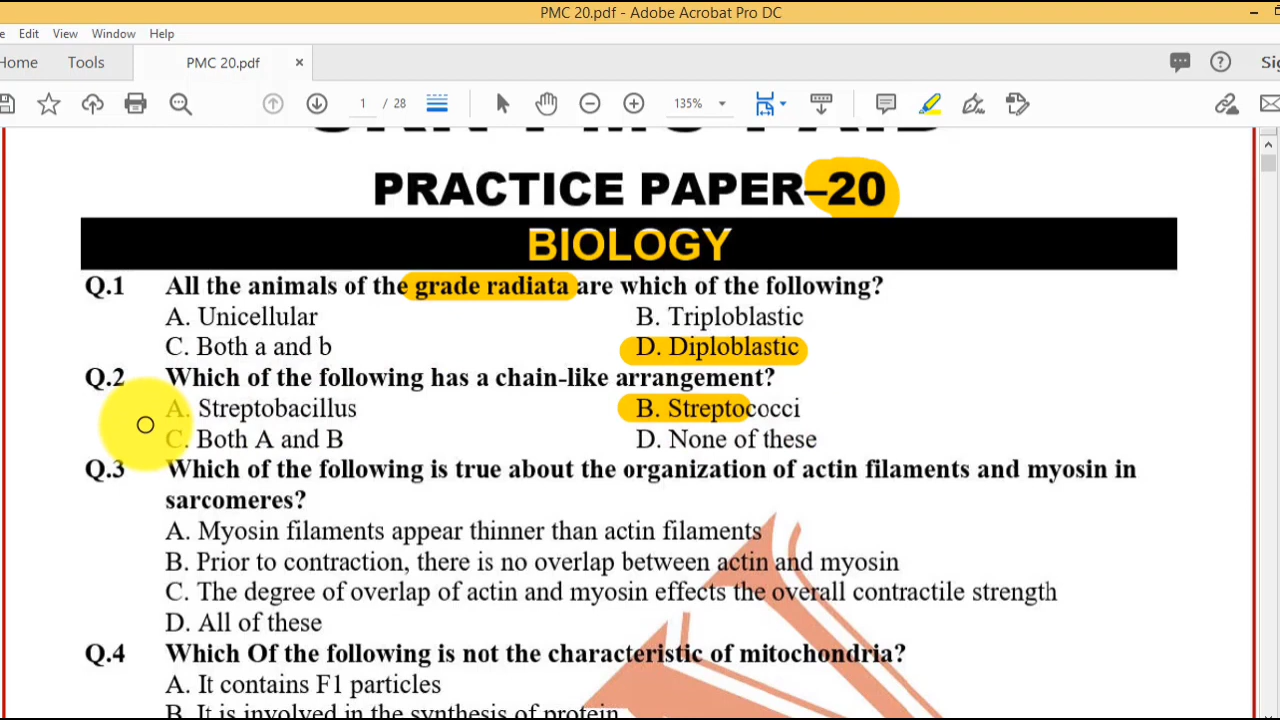 PMC 20.pdf - Adobe Acrobat Pro DC
Edit View Window Help
Home Tools PMC 20.pdf ×
1 / 28 135%
PRACTICE PAPER–20
BIOLOGY
Q.1 All the animals of the grade radiata are which of the following?
A. Unicellular B. Triploblastic
C. Both a and b D. Diploblastic
Q.2 Which of the following has a chain-like arrangement?
A. Streptobacillus B. Streptococci
C. Both A and B D. None of these
Q.3 Which of the following is true about the organization of actin filaments and myosin in
sarcomeres?
A. Myosin filaments appear thinner than actin filaments
B. Prior to contraction, there is no overlap between actin and myosin
C. The degree of overlap of actin and myosin effects the overall contractile strength
D. All of these
Q.4 Which Of the following is not the characteristic of mitochondria?
A. It contains F1 particles
B. It is involved in the synthesis of protein